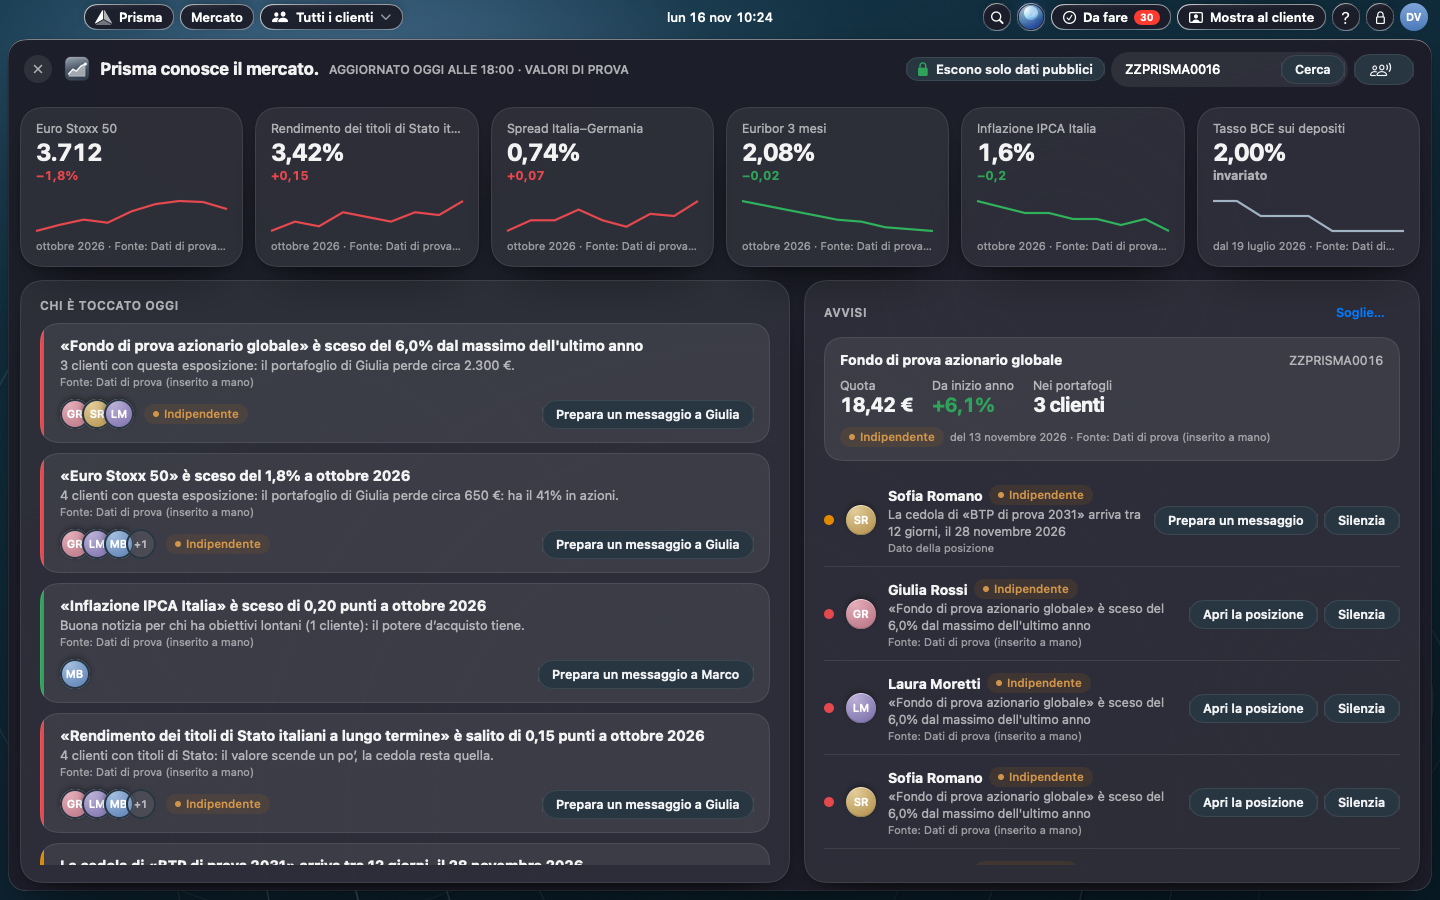 Prisma
Mercato
Tutti i clienti
lun 16 nov 10:24
Da fare 30
Mostra al cliente
?
DV
Prisma conosce il mercato. AGGIORNATO OGGI ALLE 18:00 · VALORI DI PROVA
Escono solo dati pubblici
ZZPRISMA0016
Cerca
Euro Stoxx 50
3.712
−1,8%
ottobre 2026 · Fonte: Dati di prova...
Rendimento dei titoli di Stato it...
3,42%
+0,15
ottobre 2026 · Fonte: Dati di prova...
Spread Italia–Germania
0,74%
+0,07
ottobre 2026 · Fonte: Dati di prova...
Euribor 3 mesi
2,08%
−0,02
ottobre 2026 · Fonte: Dati di prova...
Inflazione IPCA Italia
1,6%
−0,2
ottobre 2026 · Fonte: Dati di prova...
Tasso BCE sui depositi
2,00%
invariato
dal 19 luglio 2026 · Fonte: Dati di...
CHI È TOCCATO OGGI
«Fondo di prova azionario globale» è sceso del 6,0% dal massimo dell'ultimo anno
3 clienti con questa esposizione: il portafoglio di Giulia perde circa 2.300 €.
Fonte: Dati di prova (inserito a mano)
GR SR LM Indipendente
Prepara un messaggio a Giulia
«Euro Stoxx 50» è sceso del 1,8% a ottobre 2026
4 clienti con questa esposizione: il portafoglio di Giulia perde circa 650 €: ha il 41% in azioni.
Fonte: Dati di prova (inserito a mano)
GR LM MB +1 Indipendente
Prepara un messaggio a Giulia
«Inflazione IPCA Italia» è sceso di 0,20 punti a ottobre 2026
Buona notizia per chi ha obiettivi lontani (1 cliente): il potere d’acquisto tiene.
Fonte: Dati di prova (inserito a mano)
MB
Prepara un messaggio a Marco
«Rendimento dei titoli di Stato italiani a lungo termine» è salito di 0,15 punti a ottobre 2026
4 clienti con titoli di Stato: il valore scende un po’, la cedola resta quella.
Fonte: Dati di prova (inserito a mano)
GR LM MB +1 Indipendente
Prepara un messaggio a Giulia
La cedola di «BTP di prova 2031» arriva tra 12 giorni, il 28 novembre 2026
AVVISI
Soglie...
Fondo di prova azionario globale
ZZPRISMA0016
Quota Da inizio anno Nei portafogli
18,42 € +6,1% 3 clienti
Indipendente del 13 novembre 2026 · Fonte: Dati di prova (inserito a mano)
SR
Sofia Romano Indipendente
La cedola di «BTP di prova 2031» arriva tra
12 giorni, il 28 novembre 2026
Dato della posizione
Prepara un messaggio
Silenzia
GR
Giulia Rossi Indipendente
«Fondo di prova azionario globale» è sceso del
6,0% dal massimo dell'ultimo anno
Fonte: Dati di prova (inserito a mano)
Apri la posizione
Silenzia
LM
Laura Moretti Indipendente
«Fondo di prova azionario globale» è sceso del
6,0% dal massimo dell'ultimo anno
Fonte: Dati di prova (inserito a mano)
Apri la posizione
Silenzia
SR
Sofia Romano Indipendente
«Fondo di prova azionario globale» è sceso del
6,0% dal massimo dell'ultimo anno
Fonte: Dati di prova (inserito a mano)
Apri la posizione
Silenzia